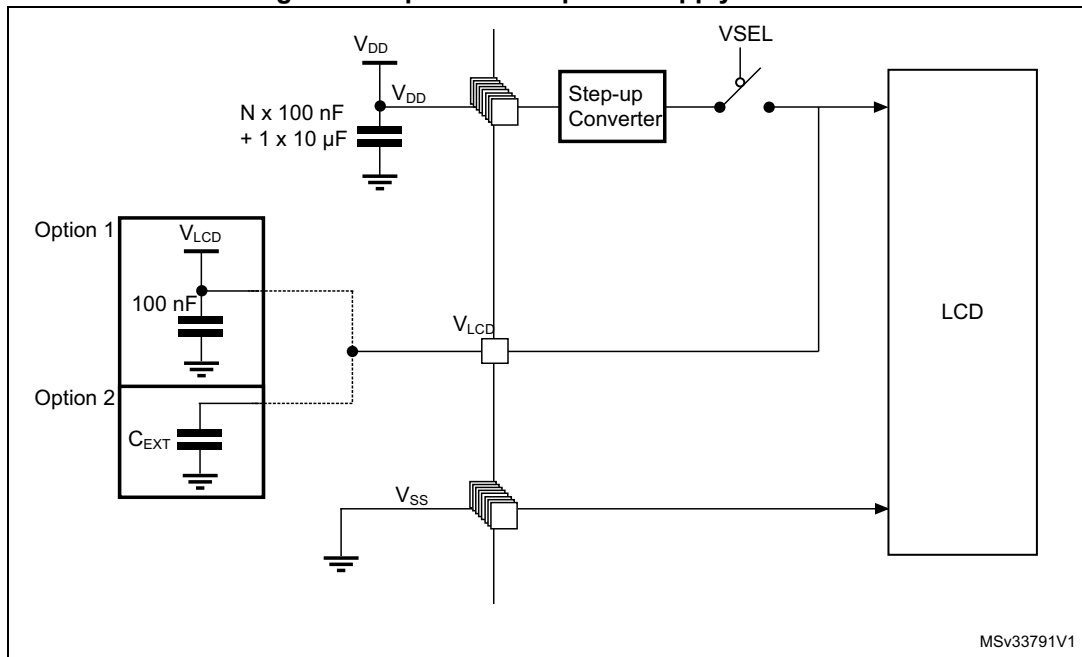 VDD
VSEL
VDD
N x 100 nF
+ 1 x 10 µF
Step-up
Converter
Option 1
VLCD
100 nF
VLCD
LCD
Option 2
CEXT
VSS
MSv33791V1